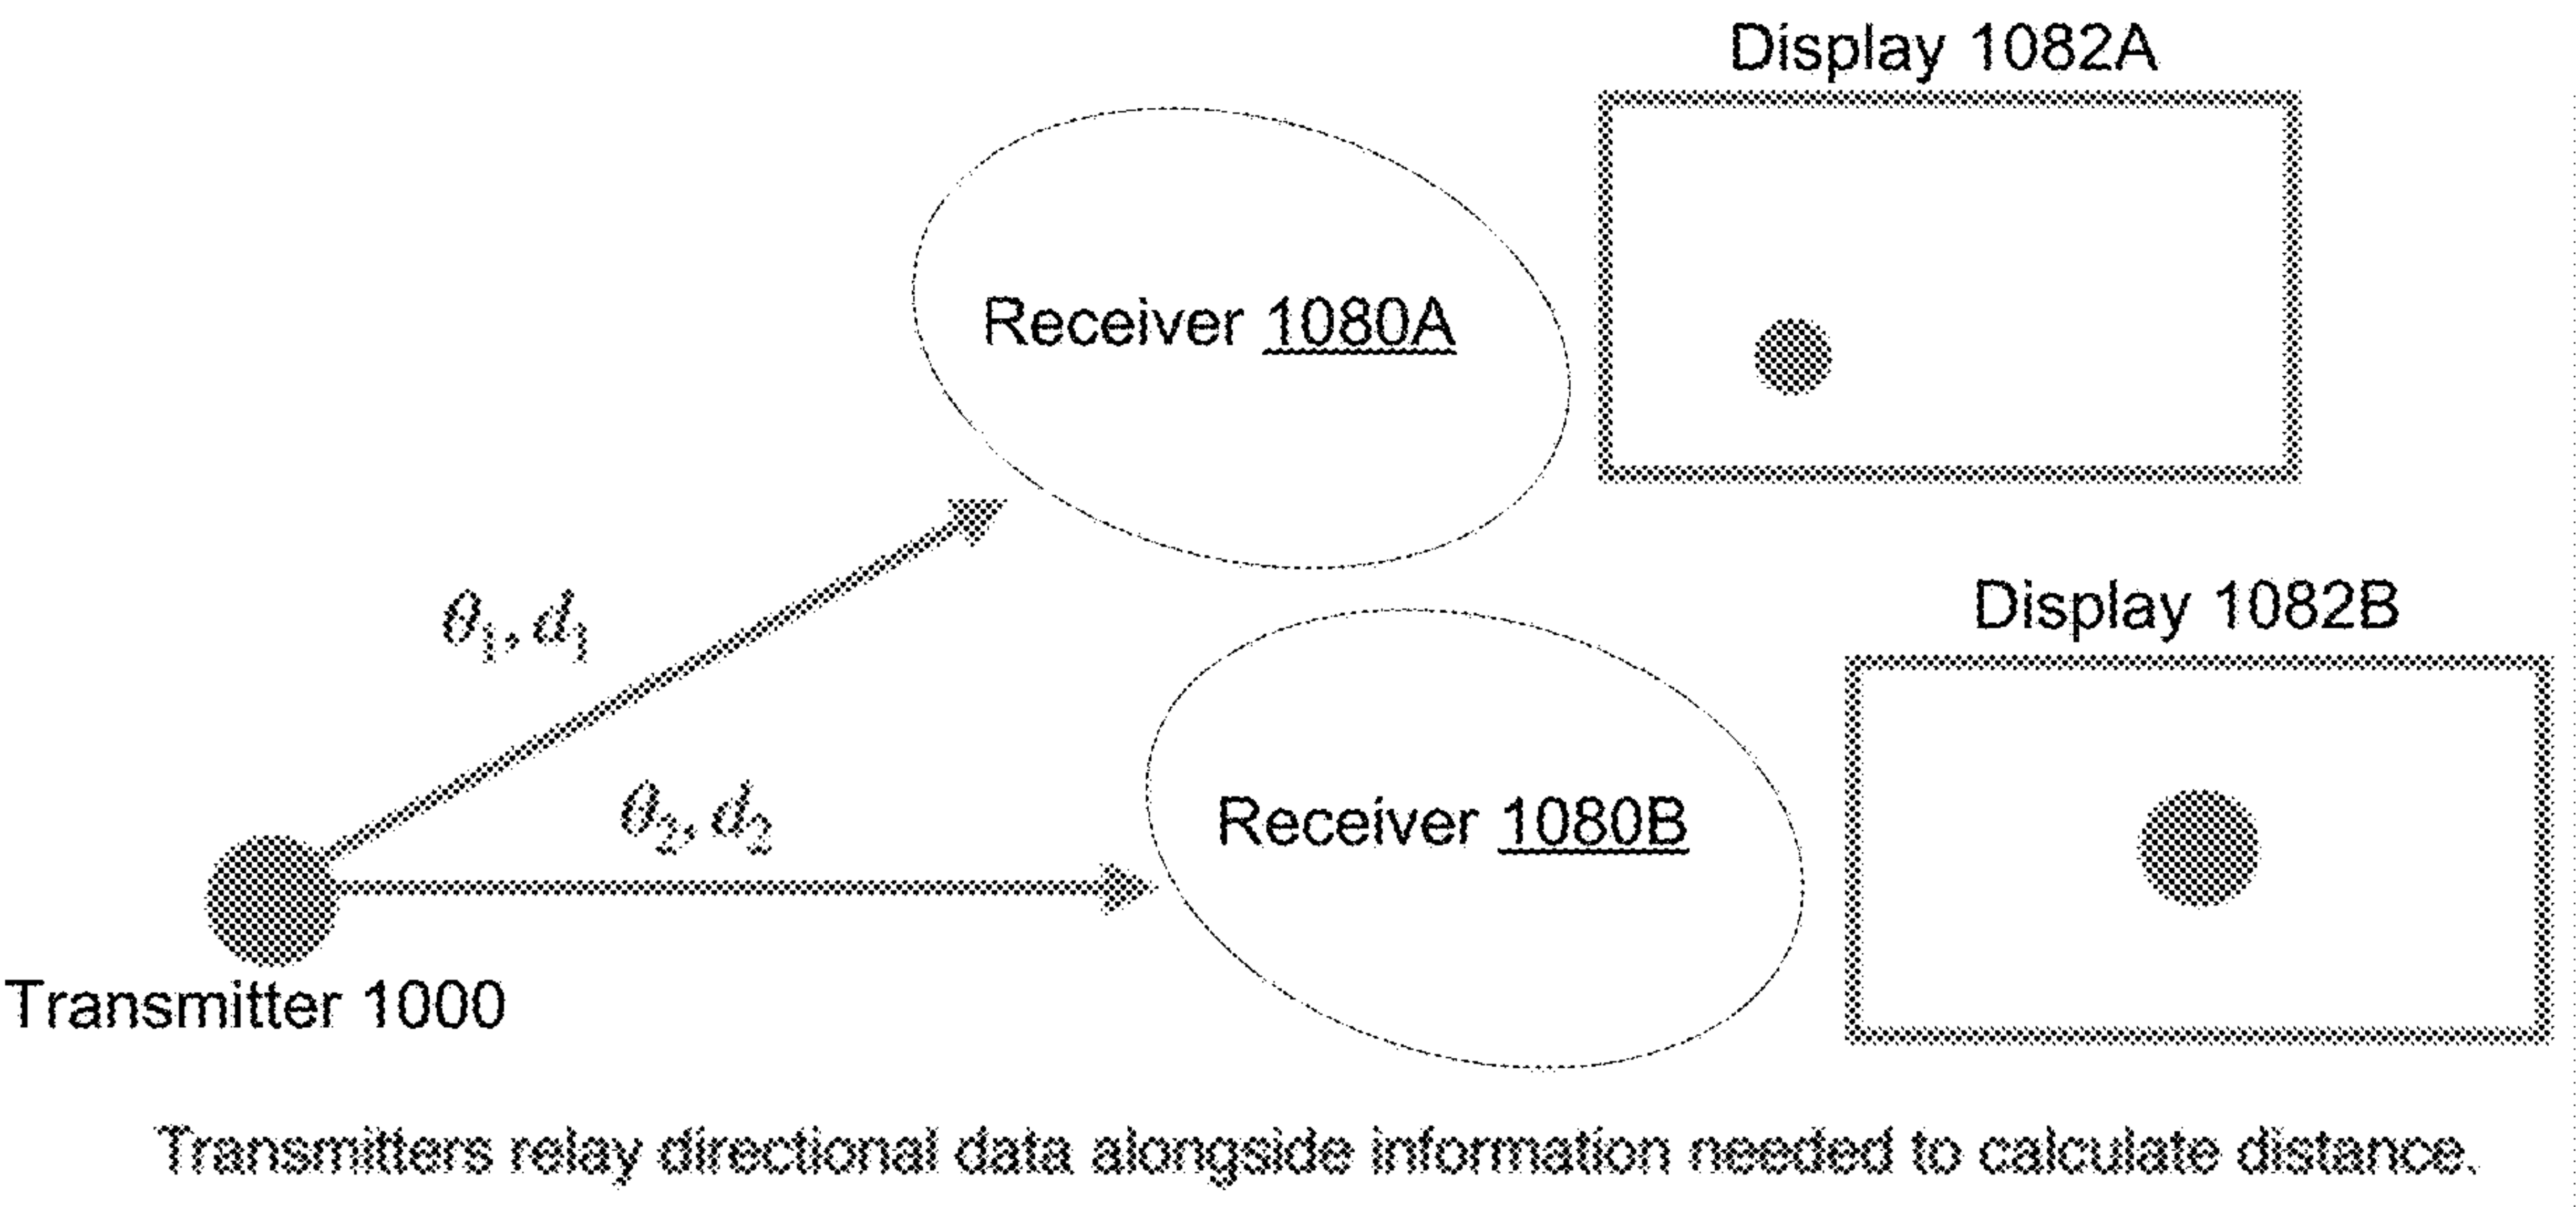 Display 1082A
Receiver 1080A
θ₁, d₁
Display 1082B
θ₂, d₂
Receiver 1080B
Transmitter 1000
Transmitters relay directional data alongside information needed to calculate distance.